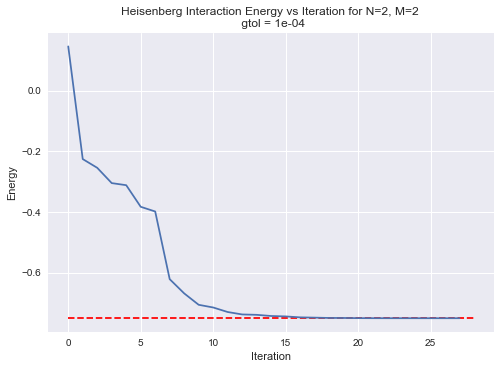 Heisenberg Interaction Energy vs Iteration for N=2, M=2
gtol = 1e-04
Energy
0.0
−0.2
−0.4
−0.6
0
5
10
15
20
25
Iteration